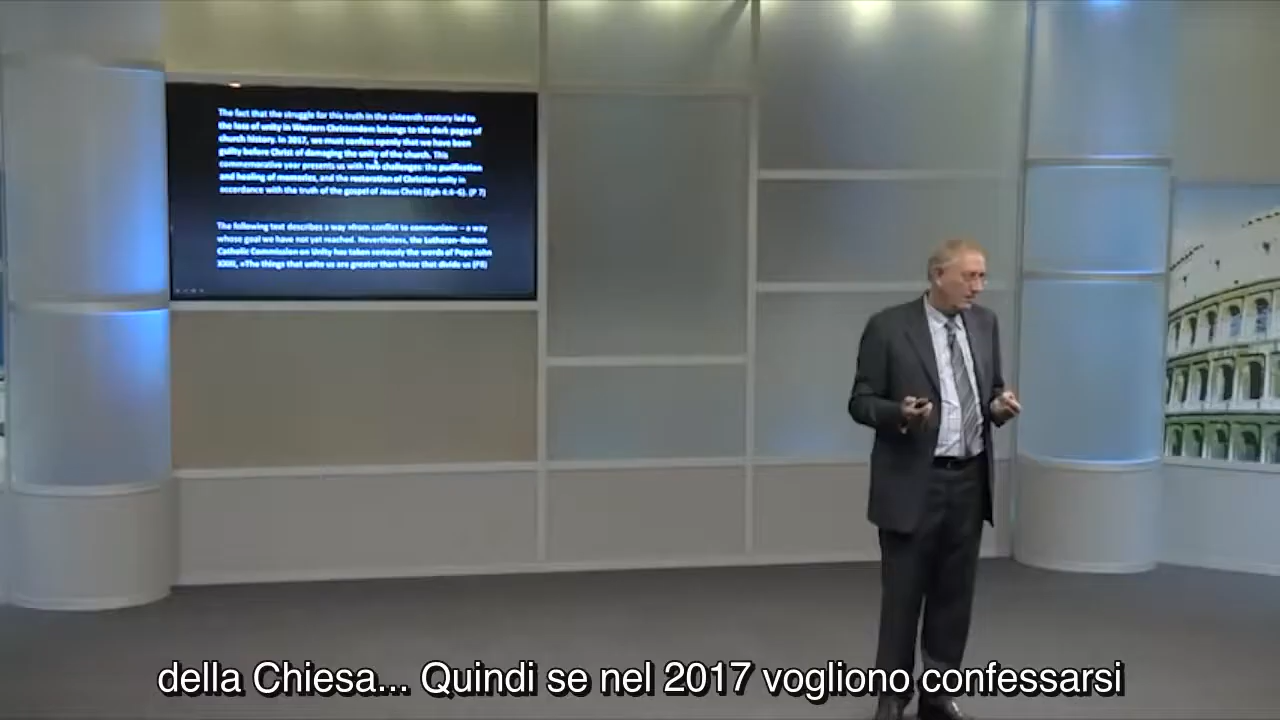 The fact that the struggle for this truth in the sixteenth century led to
the loss of unity in Western Christendom belongs to the dark pages of
church history. In 2017, we must confess openly that we have been
guilty before Christ of damaging the unity of the church. This
commemorative year presents us with two challenges: the purification
and healing of memories, and the restoration of Christian unity in
accordance with the truth of the gospel of Jesus Christ (Eph 4:4–6). (P 7)
The following text describes a way »from conflict to communion« – a way
whose goal we have not yet reached. Nevertheless, the Lutheran–Roman
Catholic Commission on Unity has taken seriously the words of Pope John
XXIII, »The things that unite us are greater than those that divide us (P8)
della Chiesa... Quindi se nel 2017 vogliono confessarsi